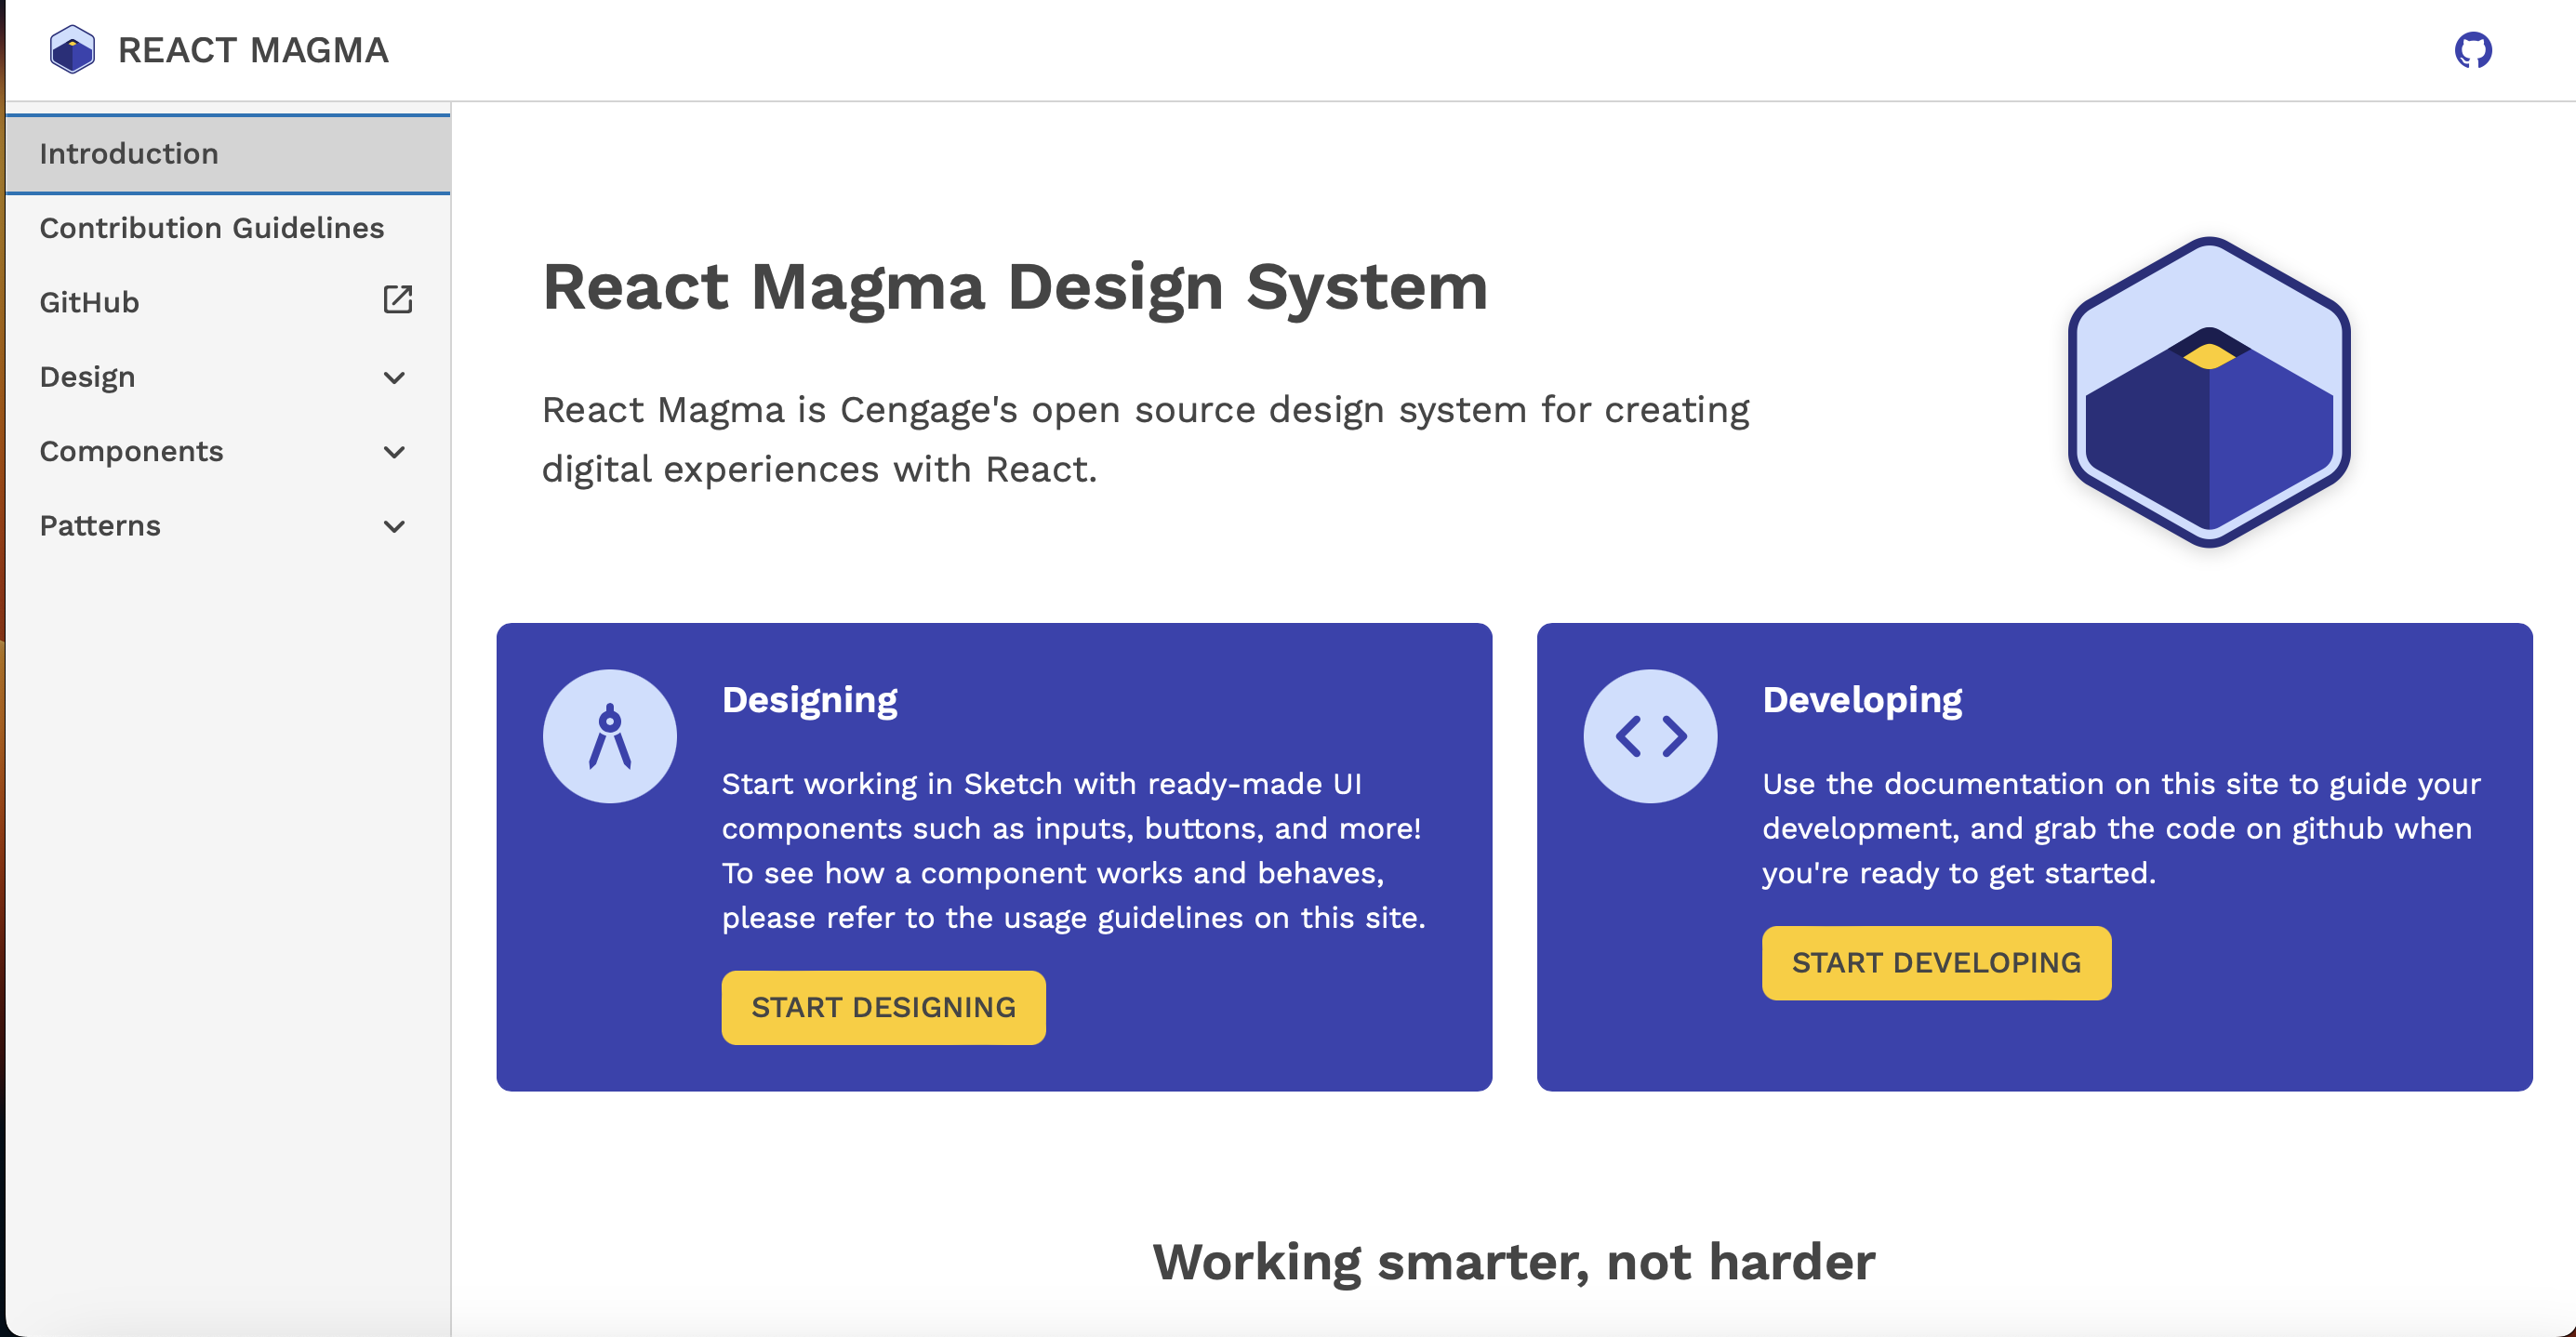 REACT MAGMA
Introduction
Contribution Guidelines
GitHub
Design
Components
Patterns
React Magma Design System
React Magma is Cengage's open source design system for creating
digital experiences with React.
Designing
Start working in Sketch with ready-made UI
components such as inputs, buttons, and more!
To see how a component works and behaves,
please refer to the usage guidelines on this site.
START DESIGNING
Developing
Use the documentation on this site to guide your
development, and grab the code on github when
you're ready to get started.
START DEVELOPING
Working smarter, not harder